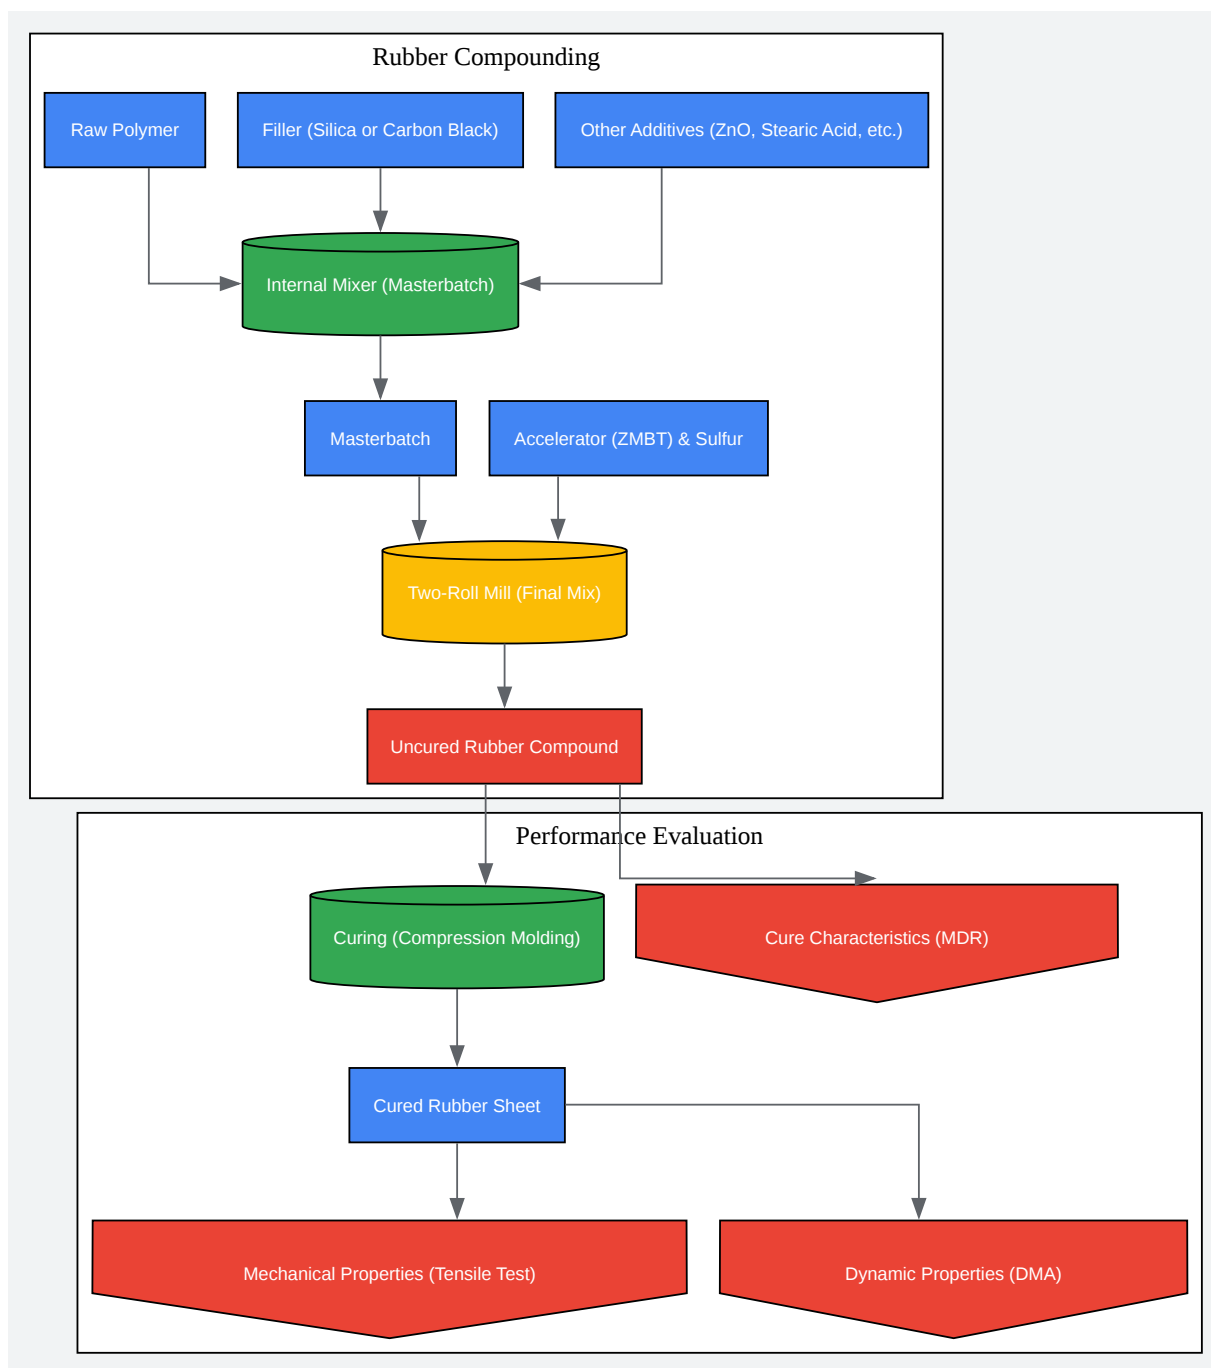 Rubber Compounding
Raw Polymer
Filler (Silica or Carbon Black)
Other Additives (ZnO, Stearic Acid, etc.)
Internal Mixer (Masterbatch)
Masterbatch
Accelerator (ZMBT) & Sulfur
Two-Roll Mill (Final Mix)
Uncured Rubber Compound
Performance Evaluation
Curing (Compression Molding)
Cure Characteristics (MDR)
Cured Rubber Sheet
Mechanical Properties (Tensile Test)
Dynamic Properties (DMA)